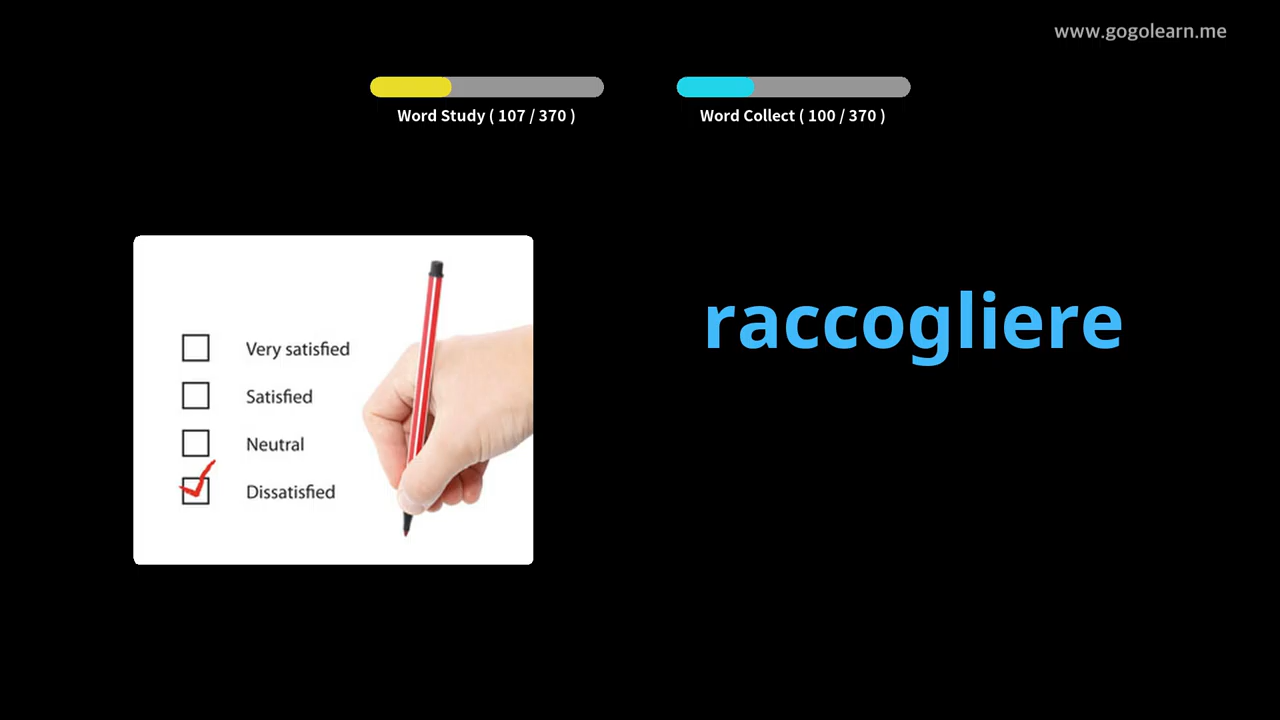 www.gogolearn.me
Word Study ( 107 / 370 )
Word Collect ( 100 / 370 )
raccogliere
Very satisfied
Satisfied
Neutral
Dissatisfied